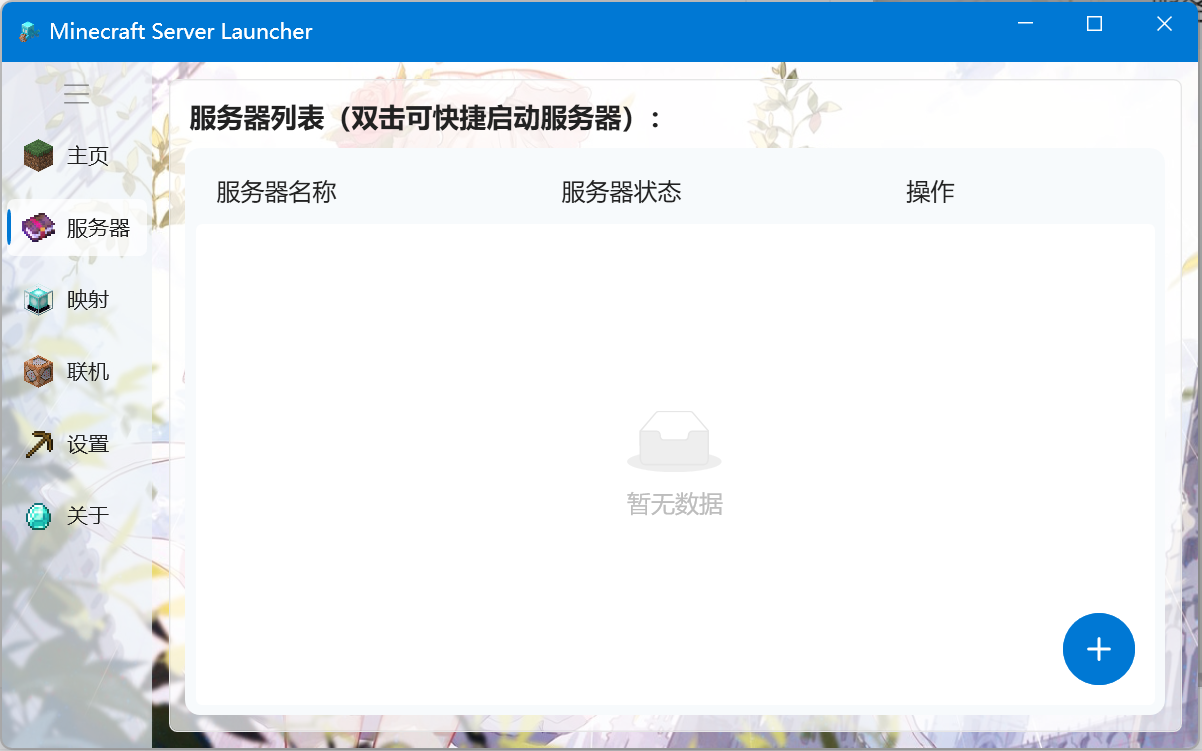 Minecraft Server Launcher
主页
服务器
映射
联机
设置
关于
服务器列表（双击可快捷启动服务器）：
服务器名称 服务器状态 操作
暂无数据